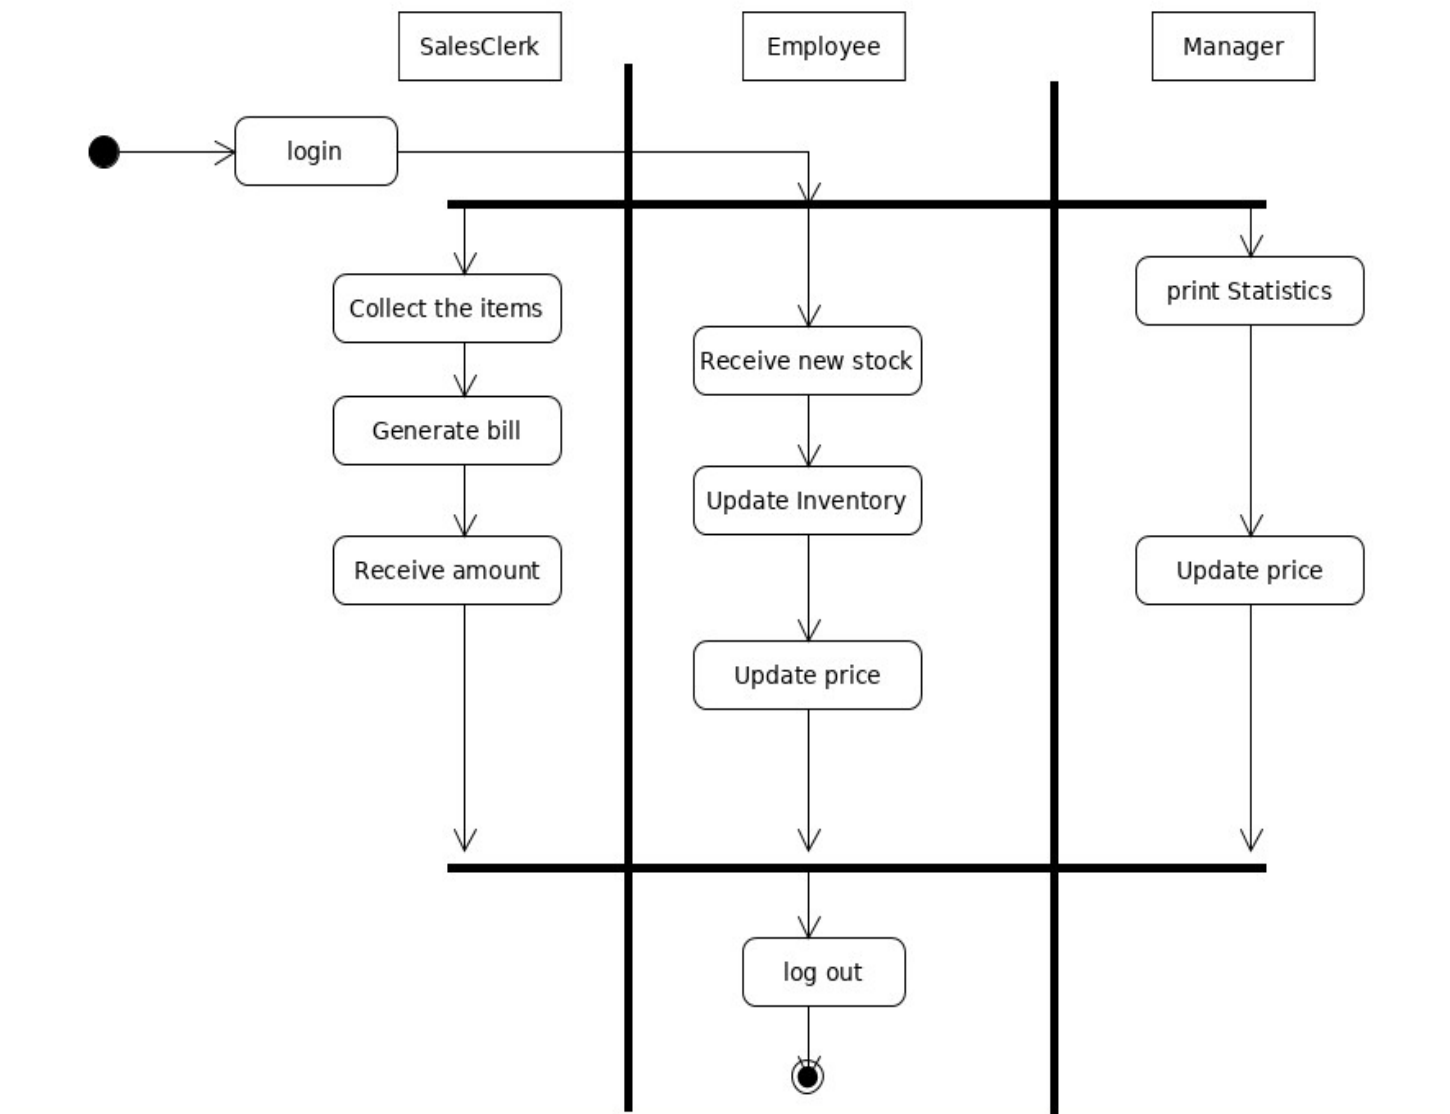 SalesClerk
Employee
Manager
login
Collect the items
Generate bill
Receive amount
Receive new stock
Update Inventory
Update price
print Statistics
Update price
log out